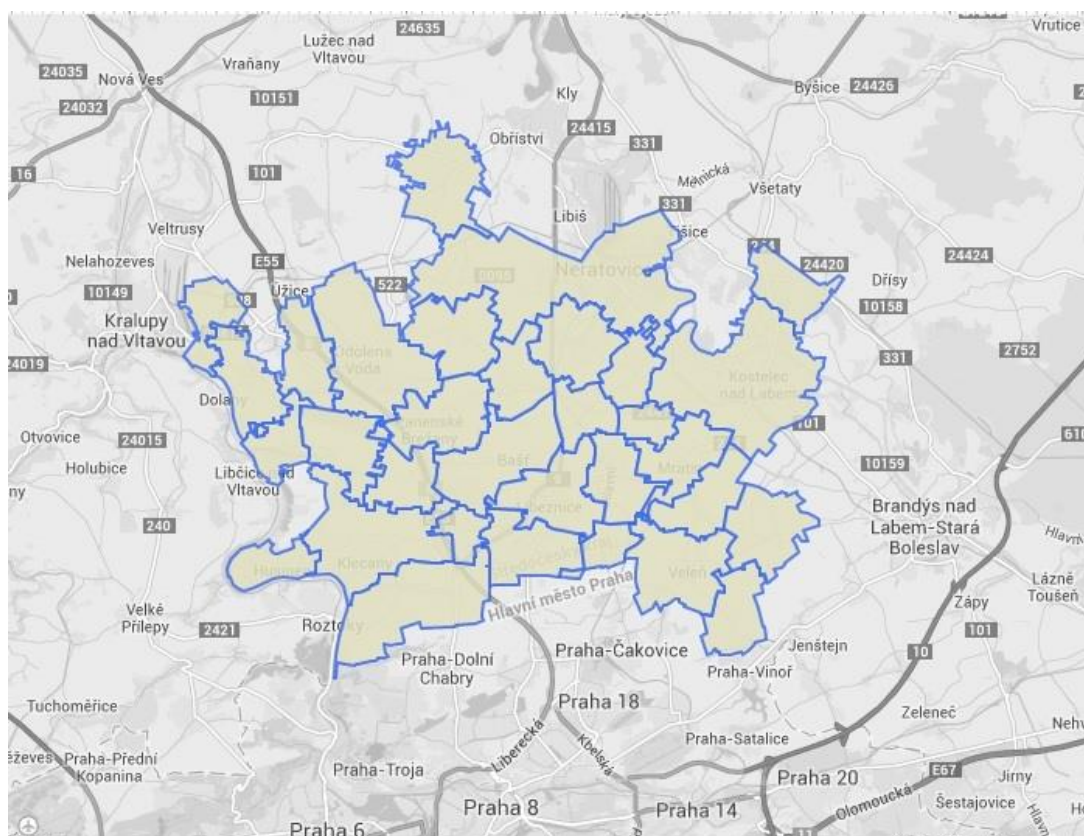 24635
Vrutice
Lužec nad
Vltavou
Vraňany
24035
Nová Ves
Byšice
24426
24032
10151
Kly
24415
Obříství
331
101
16
Mělnická
Všetaty
331
Libiš
Veltrusy
24424
Nelahozeves
E55
24420
Dřísy
Neratovice
10149
Úžice
522
10158
Kralupy
nad Vltavou
331
2752
24019
Voda
Kostelec
nad Labem
Dolany
101
Otvovice
24015
Holubice
Bašť
Libčice nad
Vltavou
10159
Brandýs nad
Labem-Stará
Boleslav
240
Klecany
Veleň
Hlavní město Praha
Lázně
Toušeň
Velké
Přílepy
2421
Roztoky
Zápy
101
Jenštejn
Praha-Dolní
Chabry
Praha-Čakovice
Praha-Vinoř
10
Praha 18
Tuchoměřice
Zeleneč
Praha-Satalice
Praha-Přední
Kopanina
Praha-Troja
Liberecká
Kbelská
Praha 20
E67
Jirny
Praha 8
Praha 14
Olomoucká
Šestajovice
Praha 6
11